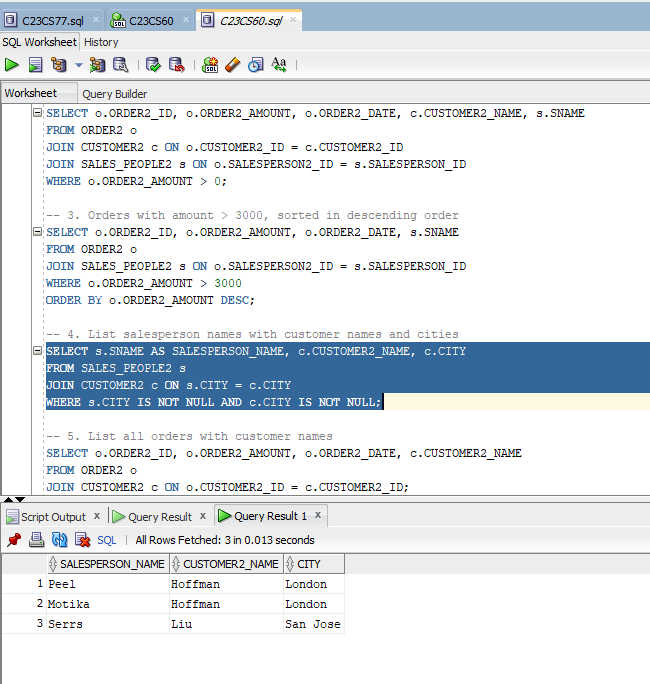 C23CS77.sql × C23CS60 × C23CS60.sql ×
SQL Worksheet History
SQL Aa
Worksheet Query Builder
SELECT o.ORDER2_ID, o.ORDER2_AMOUNT, o.ORDER2_DATE, c.CUSTOMER2_NAME, s.SNAME
FROM ORDER2 o
JOIN CUSTOMER2 c ON o.CUSTOMER2_ID = c.CUSTOMER2_ID
JOIN SALES_PEOPLE2 s ON o.SALESPERSON2_ID = s.SALESPERSON_ID
WHERE o.ORDER2_AMOUNT > 0;
-- 3. Orders with amount > 3000, sorted in descending order
SELECT o.ORDER2_ID, o.ORDER2_AMOUNT, o.ORDER2_DATE, s.SNAME
FROM ORDER2 o
JOIN SALES_PEOPLE2 s ON o.SALESPERSON2_ID = s.SALESPERSON_ID
WHERE o.ORDER2_AMOUNT > 3000
ORDER BY o.ORDER2_AMOUNT DESC;
-- 4. List salesperson names with customer names and cities
SELECT s.SNAME AS SALESPERSON_NAME, c.CUSTOMER2_NAME, c.CITY
FROM SALES_PEOPLE2 s
JOIN CUSTOMER2 c ON s.CITY = c.CITY
WHERE s.CITY IS NOT NULL AND c.CITY IS NOT NULL;
-- 5. List all orders with customer names
SELECT o.ORDER2_ID, o.ORDER2_AMOUNT, o.ORDER2_DATE, c.CUSTOMER2_NAME
FROM ORDER2 o
JOIN CUSTOMER2 c ON o.CUSTOMER2_ID = c.CUSTOMER2_ID;
Script Output × Query Result × Query Result 1 ×
SQL | All Rows Fetched: 3 in 0.013 seconds
SALESPERSON_NAME CUSTOMER2_NAME CITY
1 Peel Hoffman London
2 Motika Hoffman London
3 Serrs Liu San Jose